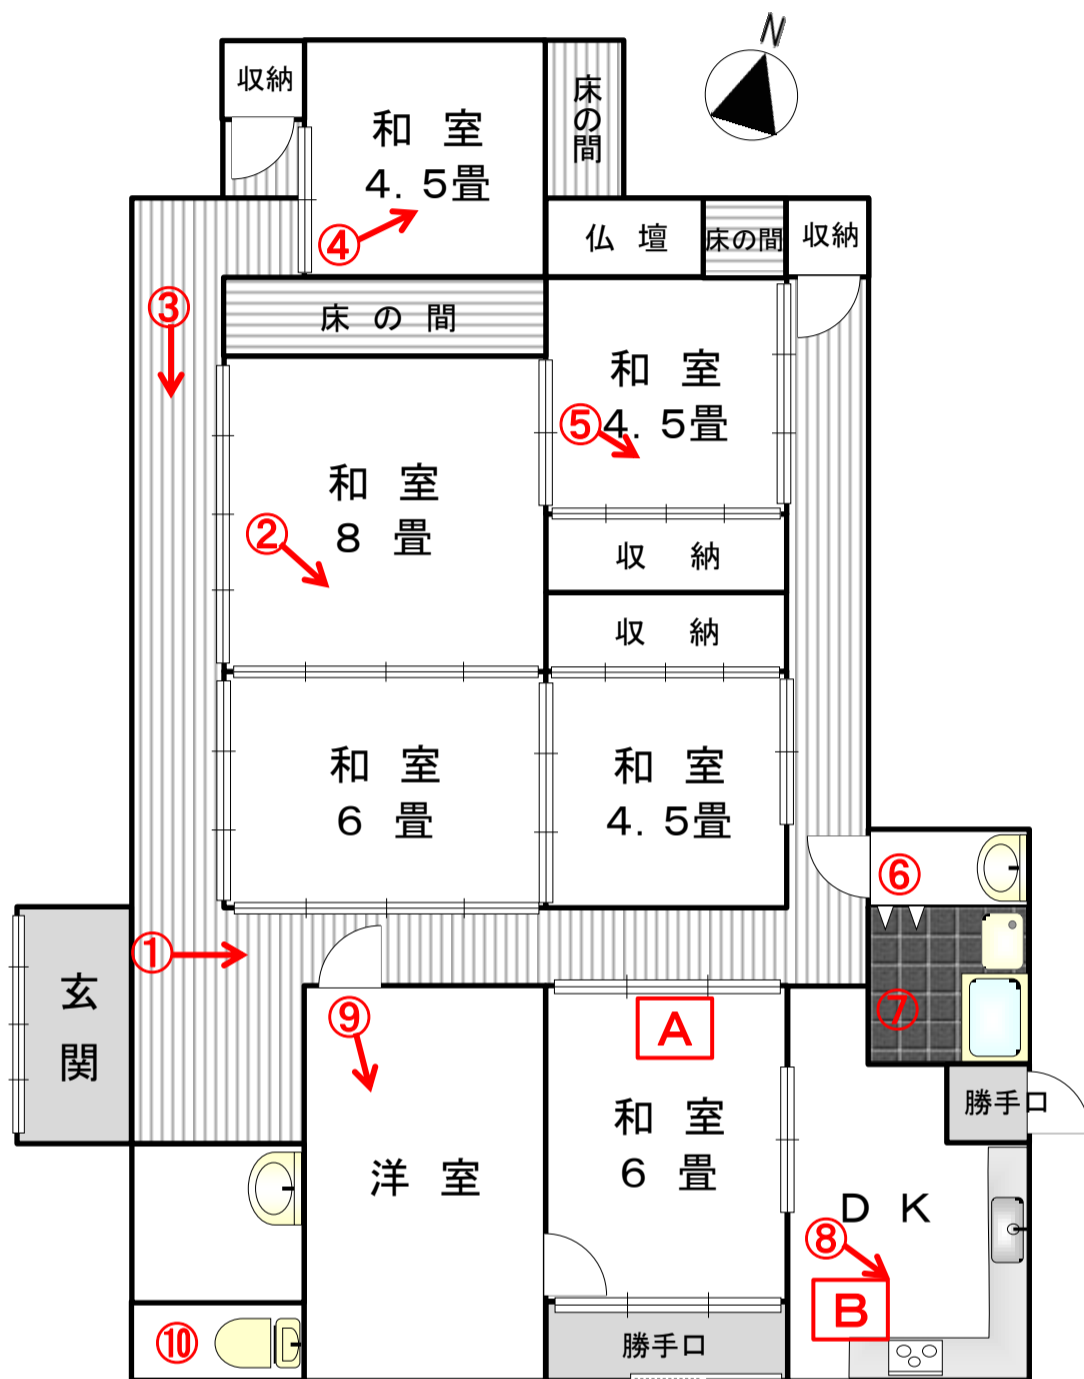 N
収納
和 室
4. 5畳
床の間
④
仏 壇
床の間
収納
③
床 の 間
和 室
4. 5畳
⑤
和 室
8 畳
②
収 納
収 納
和 室
6 畳
和 室
4. 5畳
⑥
①
玄
関
⑨
A
⑦
勝手口
和 室
6 畳
洋 室
D K
⑧
B
⑩
勝手口